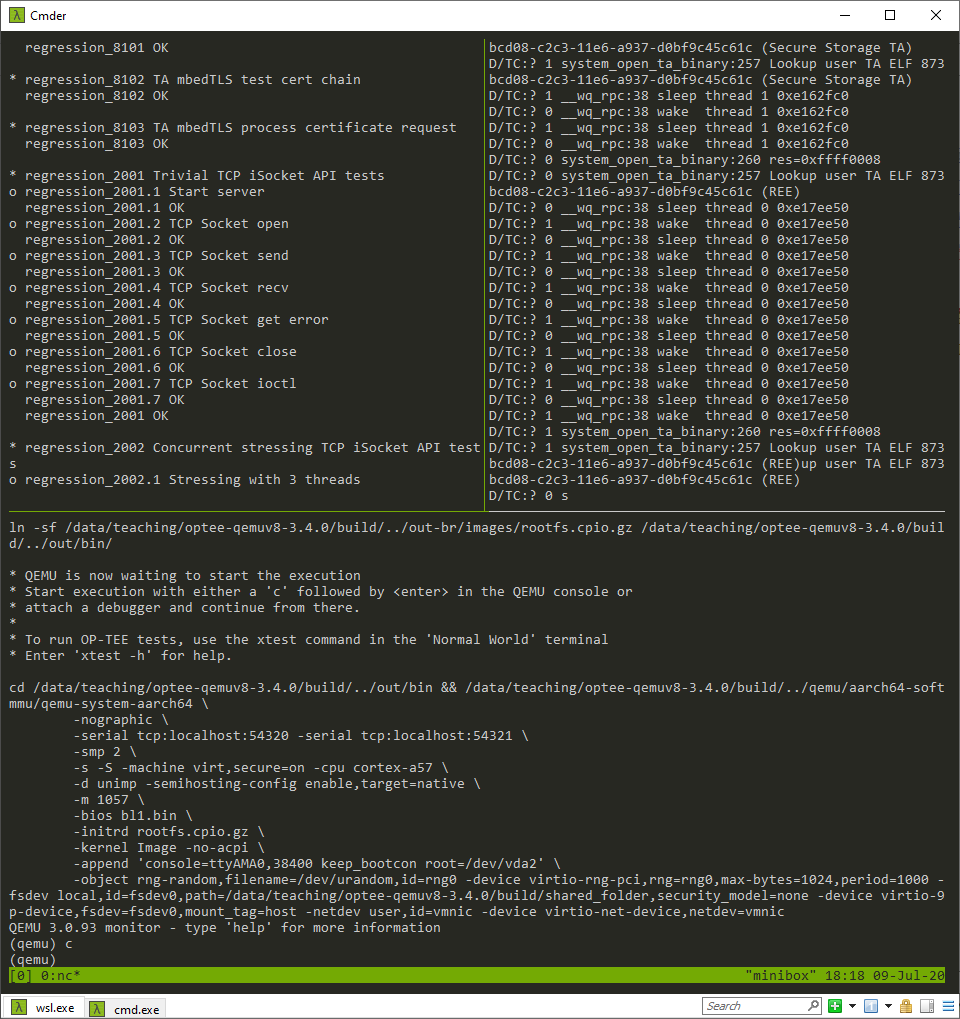 Cmder
regression_8101 OK
* regression_8102 TA mbedTLS test cert chain
regression_8102 OK
* regression_8103 TA mbedTLS process certificate request
regression_8103 OK
* regression_2001 Trivial TCP iSocket API tests
o regression_2001.1 Start server
regression_2001.1 OK
o regression_2001.2 TCP Socket open
regression_2001.2 OK
o regression_2001.3 TCP Socket send
regression_2001.3 OK
o regression_2001.4 TCP Socket recv
regression_2001.4 OK
o regression_2001.5 TCP Socket get error
regression_2001.5 OK
o regression_2001.6 TCP Socket close
regression_2001.6 OK
o regression_2001.7 TCP Socket ioctl
regression_2001.7 OK
regression_2001 OK
* regression_2002 Concurrent stressing TCP iSocket API test
s
o regression_2002.1 Stressing with 3 threads
bcd08-c2c3-11e6-a937-d0bf9c45c61c (Secure Storage TA)
D/TC:? 1 system_open_ta_binary:257 Lookup user TA ELF 873
bcd08-c2c3-11e6-a937-d0bf9c45c61c (Secure Storage TA)
D/TC:? 1 __wq_rpc:38 sleep thread 1 0xe162fc0
D/TC:? 0 __wq_rpc:38 wake  thread 1 0xe162fc0
D/TC:? 1 __wq_rpc:38 sleep thread 1 0xe162fc0
D/TC:? 0 __wq_rpc:38 wake  thread 1 0xe162fc0
D/TC:? 0 system_open_ta_binary:260 res=0xffff0008
D/TC:? 0 system_open_ta_binary:257 Lookup user TA ELF 873
bcd08-c2c3-11e6-a937-d0bf9c45c61c (REE)
D/TC:? 0 __wq_rpc:38 sleep thread 0 0xe17ee50
D/TC:? 1 __wq_rpc:38 wake  thread 0 0xe17ee50
D/TC:? 0 __wq_rpc:38 sleep thread 0 0xe17ee50
D/TC:? 1 __wq_rpc:38 wake  thread 0 0xe17ee50
D/TC:? 0 __wq_rpc:38 sleep thread 0 0xe17ee50
D/TC:? 1 __wq_rpc:38 wake  thread 0 0xe17ee50
D/TC:? 0 __wq_rpc:38 sleep thread 0 0xe17ee50
D/TC:? 1 __wq_rpc:38 wake  thread 0 0xe17ee50
D/TC:? 0 __wq_rpc:38 sleep thread 0 0xe17ee50
D/TC:? 1 __wq_rpc:38 wake  thread 0 0xe17ee50
D/TC:? 0 __wq_rpc:38 sleep thread 0 0xe17ee50
D/TC:? 1 __wq_rpc:38 wake  thread 0 0xe17ee50
D/TC:? 0 __wq_rpc:38 sleep thread 0 0xe17ee50
D/TC:? 1 __wq_rpc:38 wake  thread 0 0xe17ee50
D/TC:? 1 system_open_ta_binary:260 res=0xffff0008
D/TC:? 1 system_open_ta_binary:257 Lookup user TA ELF 873
bcd08-c2c3-11e6-a937-d0bf9c45c61c (REE)up user TA ELF 873
bcd08-c2c3-11e6-a937-d0bf9c45c61c (REE)
D/TC:? 0 s
ln -sf /data/teaching/optee-qemuv8-3.4.0/build/../out-br/images/rootfs.cpio.gz /data/teaching/optee-qemuv8-3.4.0/buil
d/../out/bin/
* QEMU is now waiting to start the execution
* Start execution with either a 'c' followed by <enter> in the QEMU console or
* attach a debugger and continue from there.
*
* To run OP-TEE tests, use the xtest command in the 'Normal World' terminal
* Enter 'xtest -h' for help.
cd /data/teaching/optee-qemuv8-3.4.0/build/../out/bin && /data/teaching/optee-qemuv8-3.4.0/build/../qemu/aarch64-soft
mmu/qemu-system-aarch64 \
-nographic \
-serial tcp:localhost:54320 -serial tcp:localhost:54321 \
-smp 2 \
-s -S -machine virt,secure=on -cpu cortex-a57 \
-d unimp -semihosting-config enable,target=native \
-m 1057 \
-bios bl1.bin \
-initrd rootfs.cpio.gz \
-kernel Image -no-acpi \
-append 'console=ttyAMA0,38400 keep_bootcon root=/dev/vda2' \
-object rng-random,filename=/dev/urandom,id=rng0 -device virtio-rng-pci,rng=rng0,max-bytes=1024,period=1000 -
fsdev local,id=fsdev0,path=/data/teaching/optee-qemuv8-3.4.0/build/shared_folder,security_model=none -device virtio-9
p-device,fsdev=fsdev0,mount_tag=host -netdev user,id=vmnic -device virtio-net-device,netdev=vmnic
QEMU 3.0.93 monitor - type 'help' for more information
(qemu) c
(qemu)
[0] 0:nc* "minibox" 18:18 09-Jul-20
wsl.exe cmd.exe Search